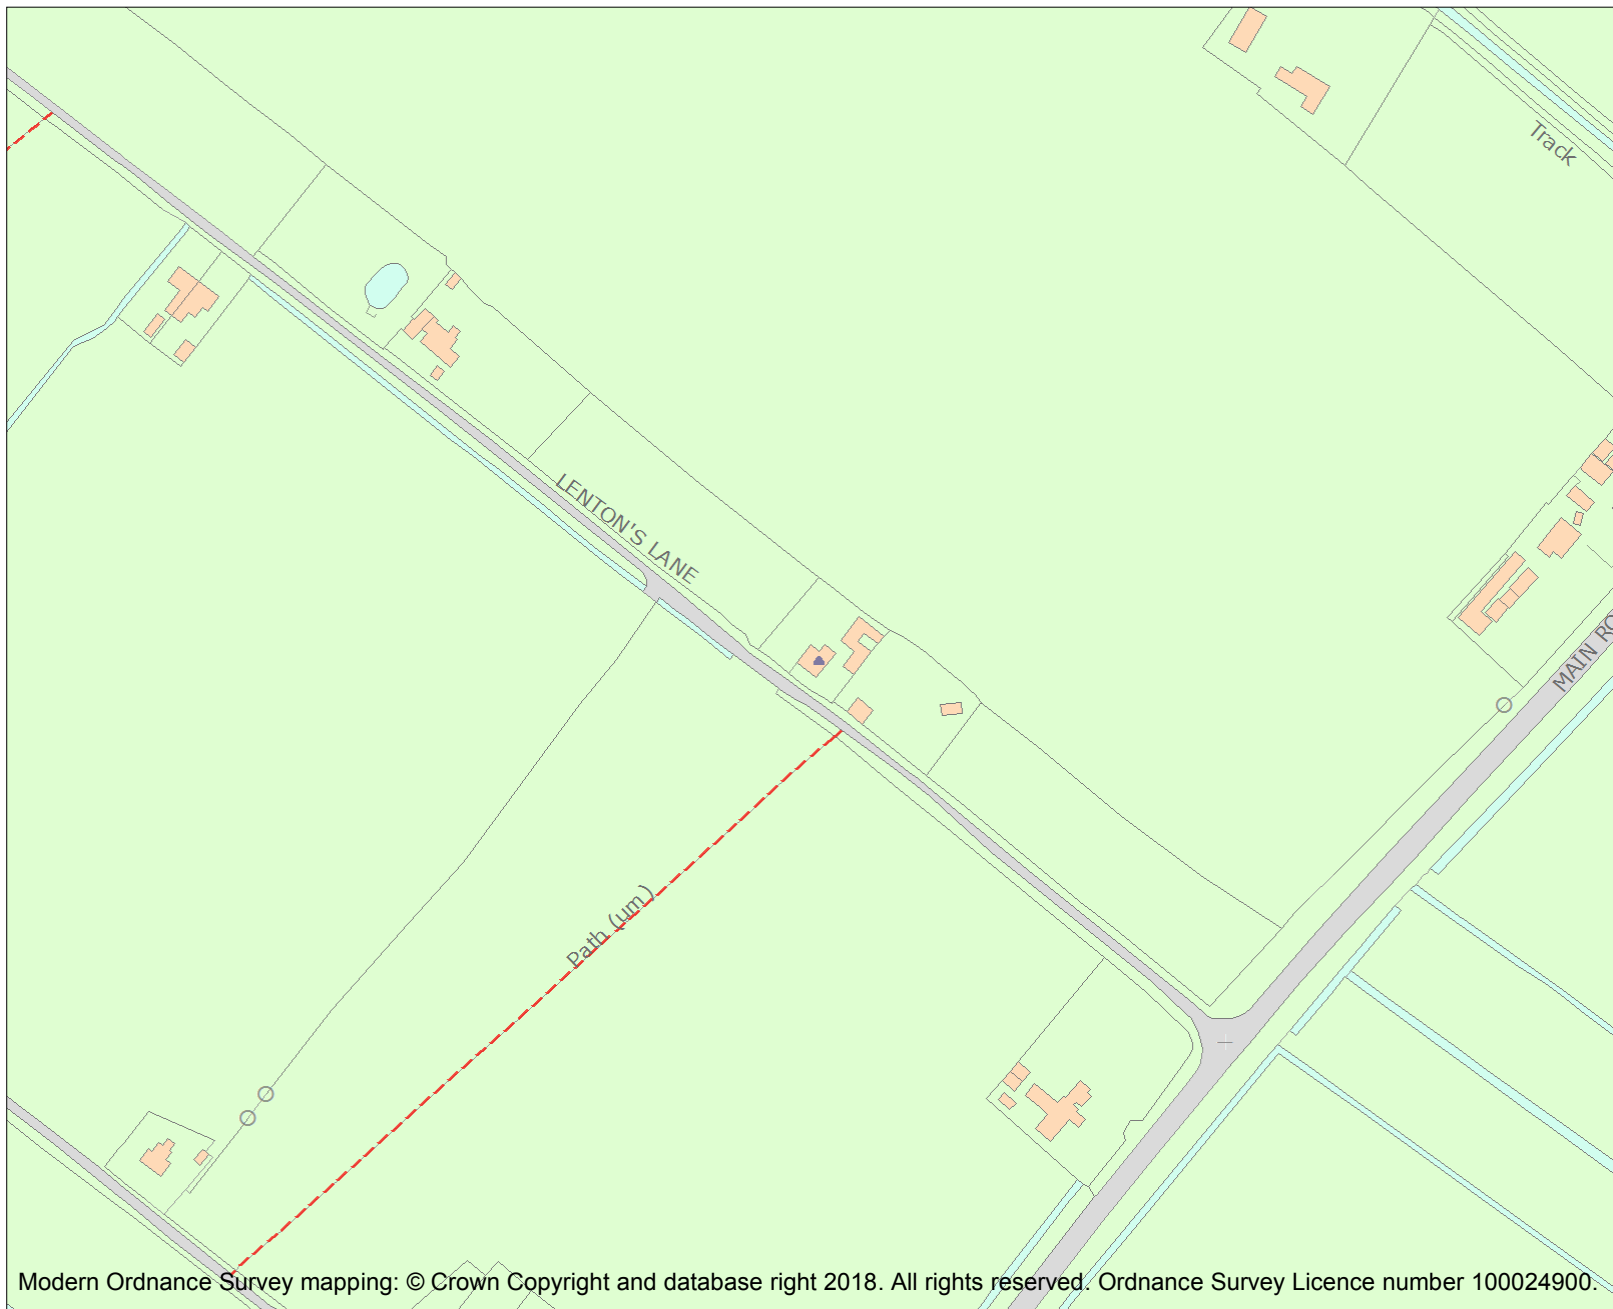 Track
LENTON'S LANE
MAIN RO
Path (um)
Modern Ordnance Survey mapping: © Crown Copyright and database right 2018. All rights reserved. Ordnance Survey Licence number 100024900.